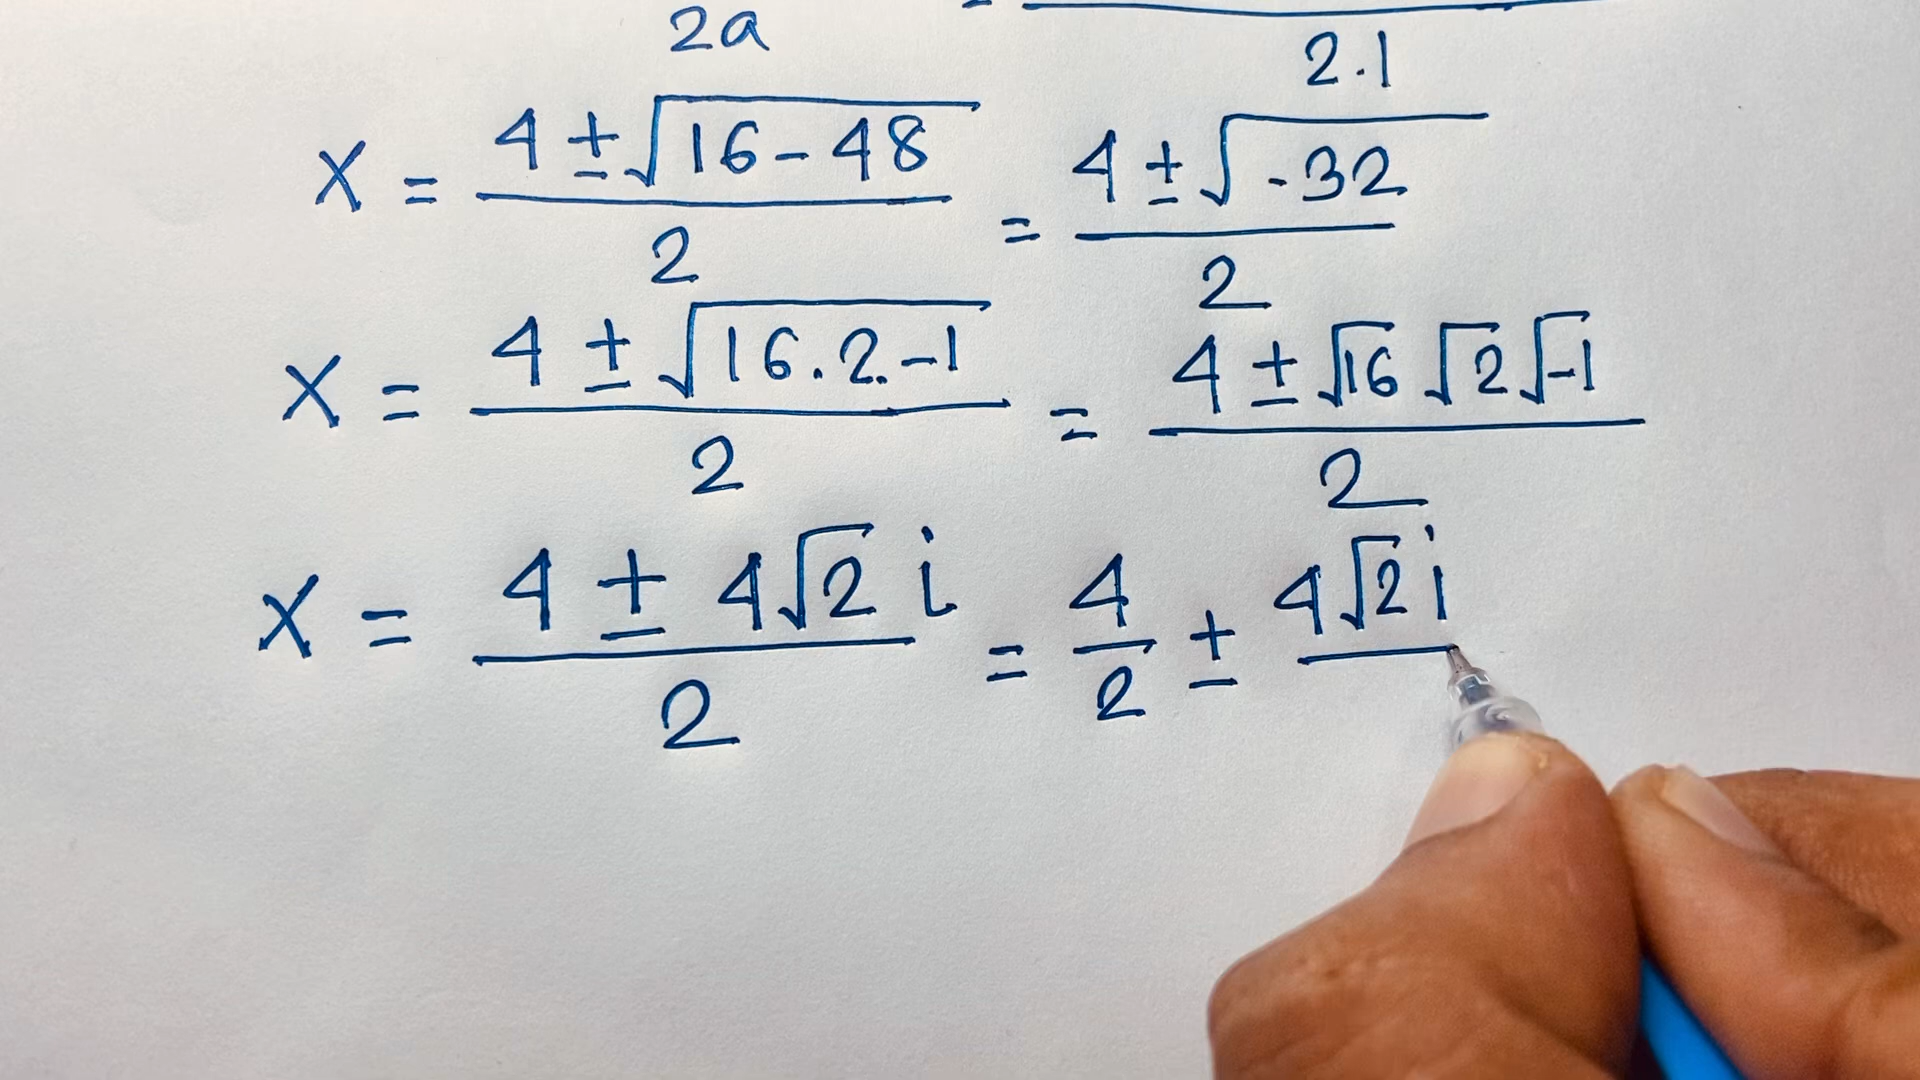 2a = 2.1
x = 4 ± √16 - 48 / 2 = 4 ± √-32 / 2
x = 4 ± √16.2.-1 / 2 = 4 ± √16 √2 √-1 / 2
x = 4 ± 4√2 i / 2 = 4/2 ± 4√2 i